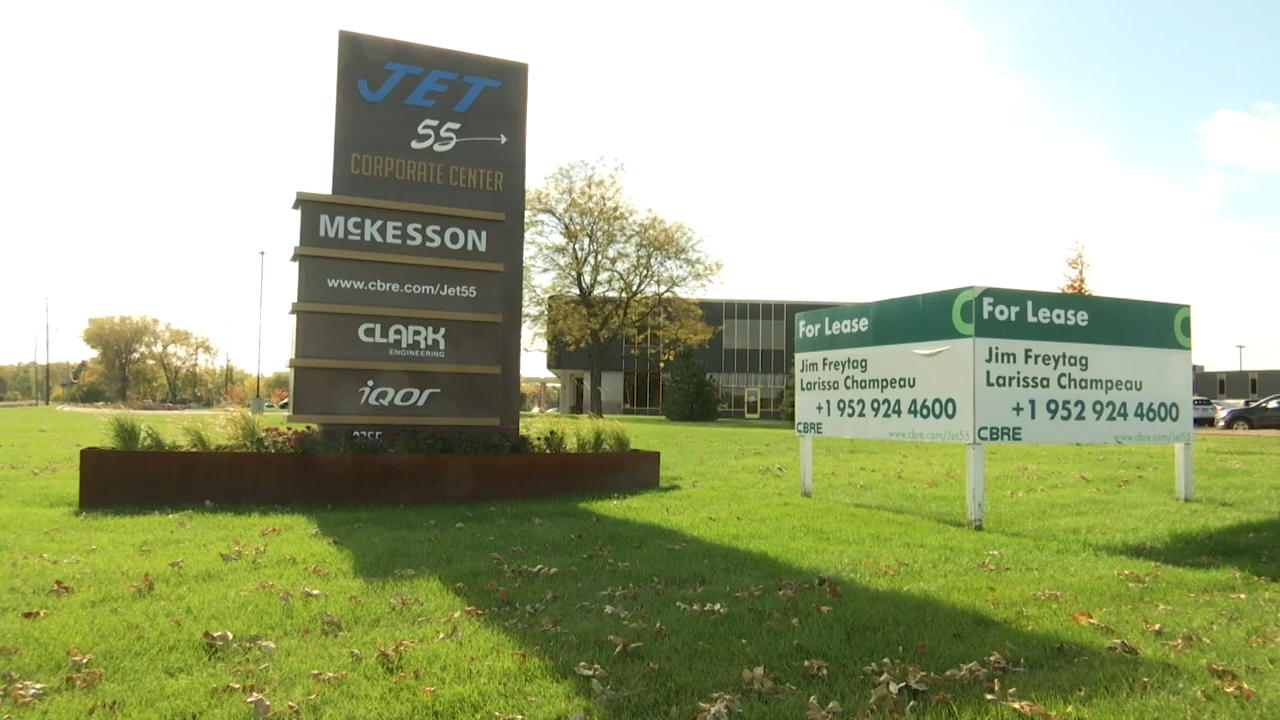 JET
55
CORPORATE CENTER
McKESSON
www.cbre.com/Jet55
CLARK
ENGINEERING
iQor
For Lease
Jim Freytag
Larissa Champeau
+1 952 924 4600
CBRE
www.cbre.com/Jet55
For Lease
Jim Freytag
Larissa Champeau
+1 952 924 4600
CBRE
www.cbre.com/Jet55